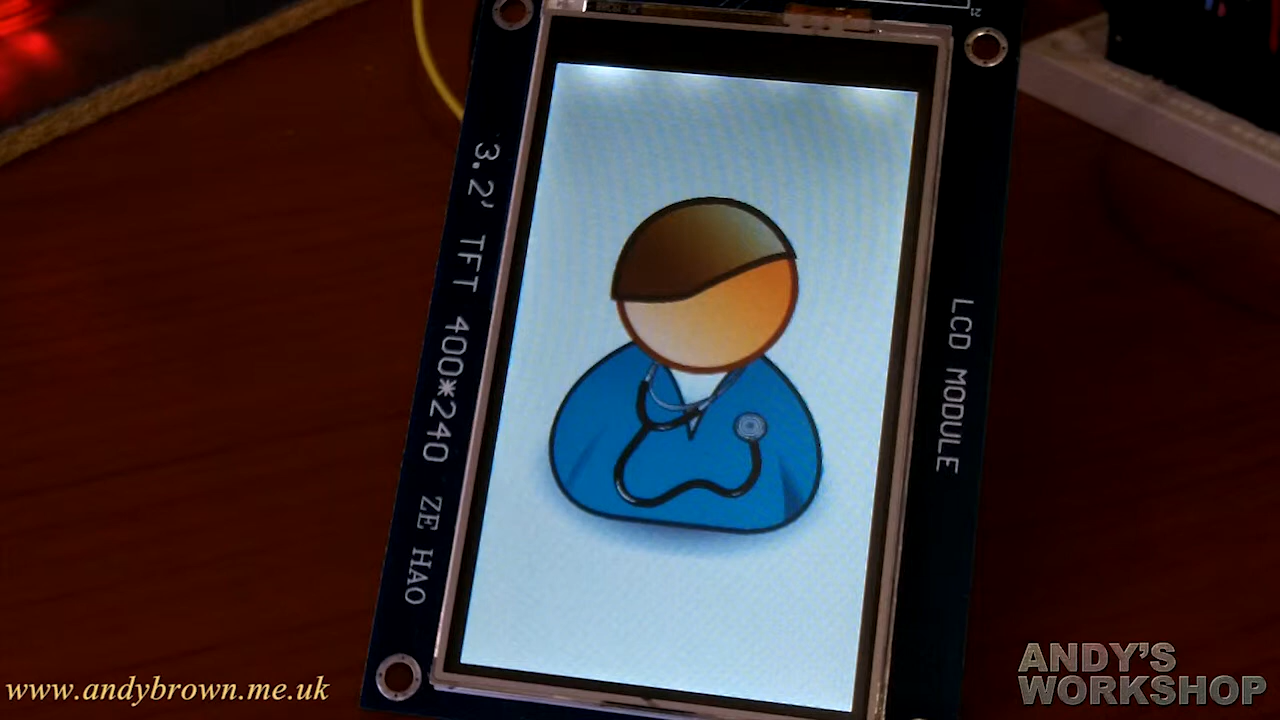 3.2' TFT 400*240 ZE HAO
LCD MODULE
www.andybrown.me.uk
ANDY'S
WORKSHOP